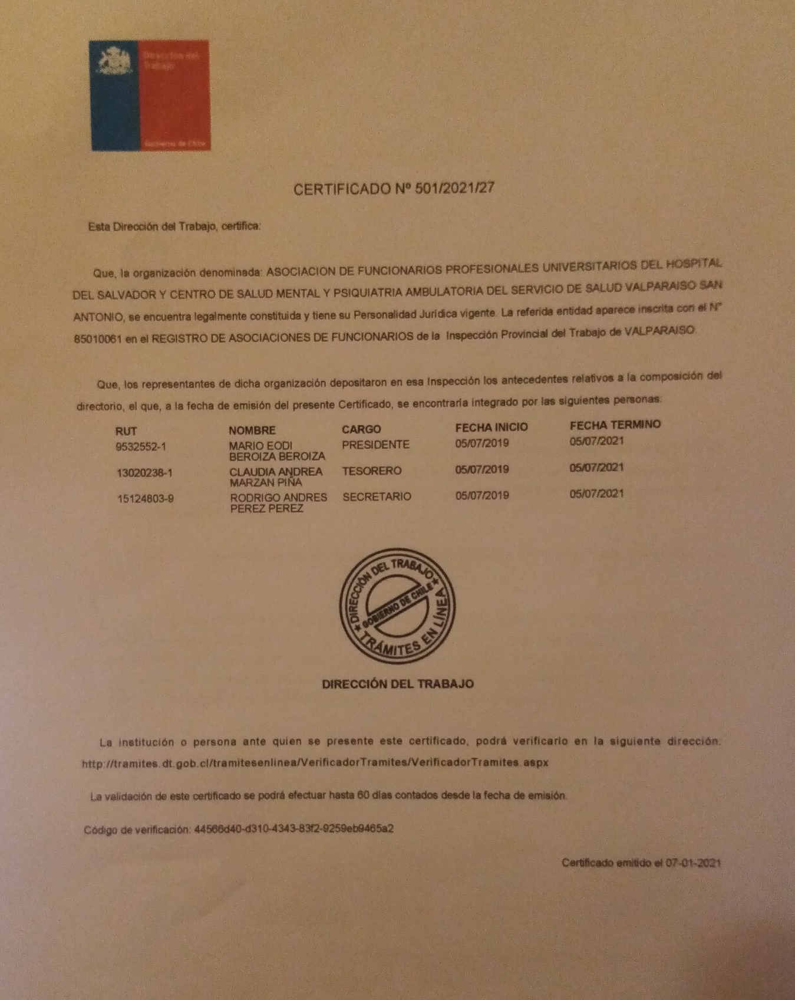 Dirección del
Trabajo
Gobierno de Chile
CERTIFICADO Nº 501/2021/27
Esta Dirección del Trabajo, certifica:
Que, la organización denominada: ASOCIACION DE FUNCIONARIOS PROFESIONALES UNIVERSITARIOS DEL HOSPITAL
DEL SALVADOR Y CENTRO DE SALUD MENTAL Y PSIQUIATRIA AMBULATORIA DEL SERVICIO DE SALUD VALPARAISO SAN
ANTONIO, se encuentra legalmente constituida y tiene su Personalidad Jurídica vigente. La referida entidad aparece inscrita con el Nº
85010061 en el REGISTRO DE ASOCIACIONES DE FUNCIONARIOS de la Inspección Provincial del Trabajo de VALPARAISO.
Que, los representantes de dicha organización depositaron en esa Inspección los antecedentes relativos a la composición del
directorio, el que, a la fecha de emisión del presente Certificado, se encontraría integrado por las siguientes personas:
RUT NOMBRE CARGO FECHA INICIO FECHA TERMINO
9532552-1 MARIO EODI BEROIZA BEROIZA PRESIDENTE 05/07/2019 05/07/2021
13020238-1 CLAUDIA ANDREA MARZAN PIÑA TESORERO 05/07/2019 05/07/2021
15124803-9 RODRIGO ANDRES PEREZ PEREZ SECRETARIO 05/07/2019 05/07/2021
DIRECCIÓN DEL TRABAJO
GOBIERNO DE CHILE
TRÁMITES EN LÍNEA
DIRECCIÓN DEL TRABAJO
La institución o persona ante quien se presente este certificado, podrá verificarlo en la siguiente dirección:
http://tramites.dt.gob.cl/tramitesenlinea/VerificadorTramites/VerificadorTramites.aspx
La validación de este certificado se podrá efectuar hasta 60 días contados desde la fecha de emisión.
Código de verificación: 44566d40-d310-4343-83f2-9259eb9465a2
Certificado emitido el 07-01-2021